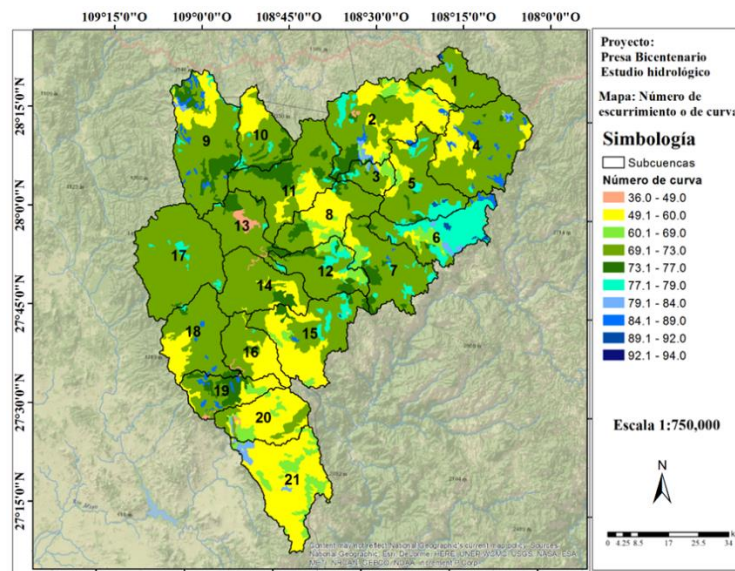 109°15'W 109°0'W 108°45'W 108°30'W 108°15'W 108°0'W
28°15'0"N
28°0'0"N
27°45'0"N
27°30'0"N
27°15'0"N
1
2
4
10
9
3
5
11
8
13
6
12
7
17
14
15
18
16
19
20
21
Proyecto:
Presa Bicentenario
Estudio hidrológico
Mapa: Número de
escurrimiento o de curva
Simbología
Subcuencas
Número de curva
36.0 - 49.0
49.1 - 60.0
60.1 - 69.0
69.1 - 73.0
73.1 - 77.0
77.1 - 79.0
79.1 - 84.0
84.1 - 89.0
89.1 - 92.0
92.1 - 94.0
Escala 1:750,000
N
0 4.25 8.5 17 25.5 34